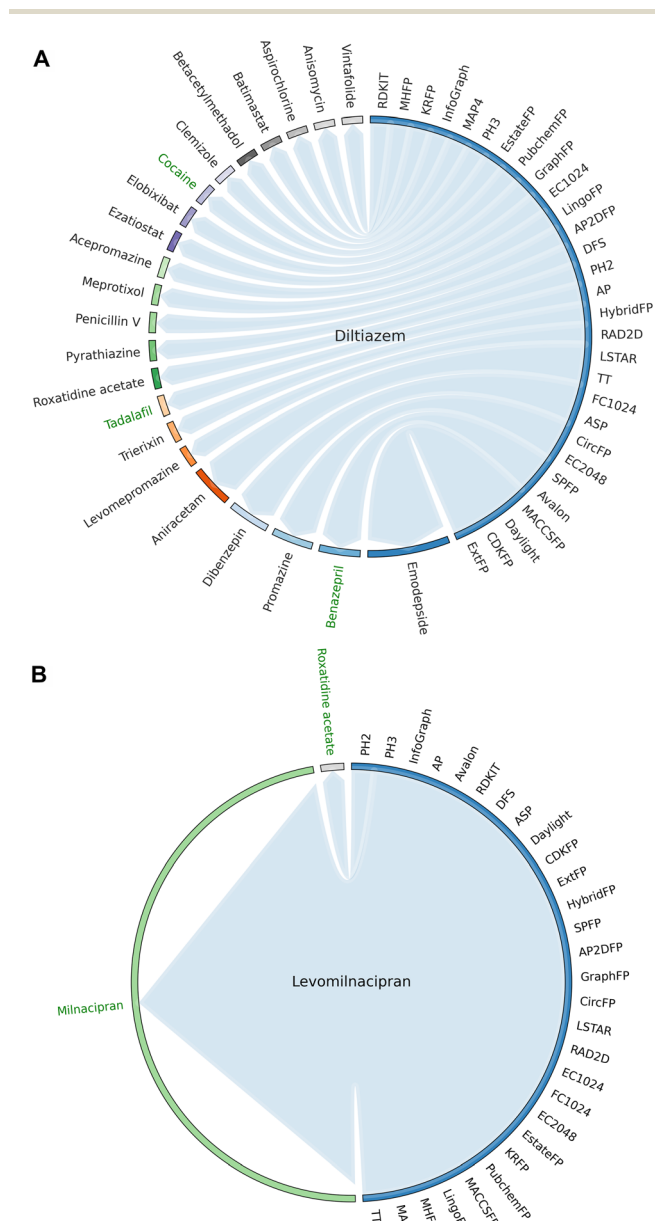 A
Vintafolide
Anisomycin
Aspirochlorine
Batimastat
Betacetylmethadol
Clemizole
Cocaine
Elobixibat
Ezatiostat
Acepromazine
Meprotixol
Penicillin V
Pyrathiazine
Roxatidine acetate
Tadalafil
Trierixin
Levomepromazine
Aniracetam
Dibenzepin
Promazine
Benazepril
Emodepside
RDKIT
MHFP
KRFP
InfoGraph
MAP4
PH3
EstateFP
PubchemFP
GraphFP
EC1024
LingoFP
AP2DFP
DFS
PH2
AP
HybridFP
RAD2D
LSTAR
TT
FC1024
ASP
CircFP
EC2048
SPFP
Avalon
MACCSFP
Daylight
CDKFP
ExtFP
Diltiazem
B
Roxatidine acetate
Milnacipran
PH2
PH3
InfoGraph
AP
Avalon
RDKIT
DFS
ASP
Daylight
CDKFP
ExtFP
HybridFP
SPFP
AP2DFP
GraphFP
CircFP
LSTAR
RAD2D
EC1024
FC1024
EC2048
EstateFP
KRFP
PubchemFP
MACCSFP
Levomilnacipran